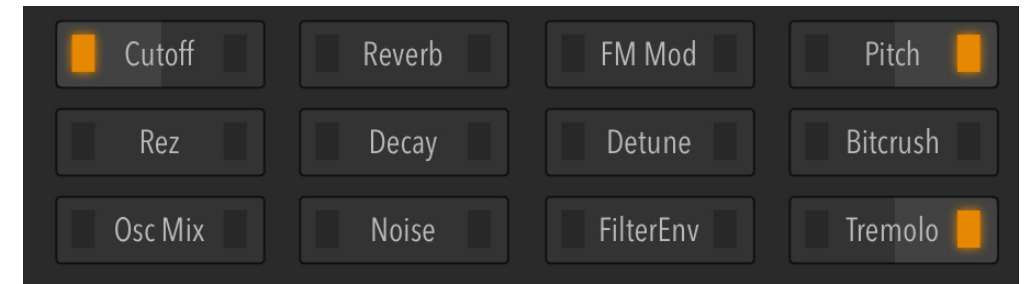 Cutoff Reverb FM Mod Pitch
Rez Decay Detune Bitcrush
Osc Mix Noise FilterEnv Tremolo